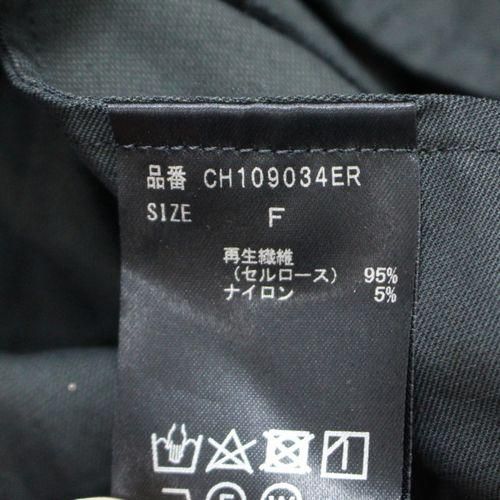 品番 CH109034ER
SIZE F
再生繊維
(セルロース) 95%
ナイロン 5%